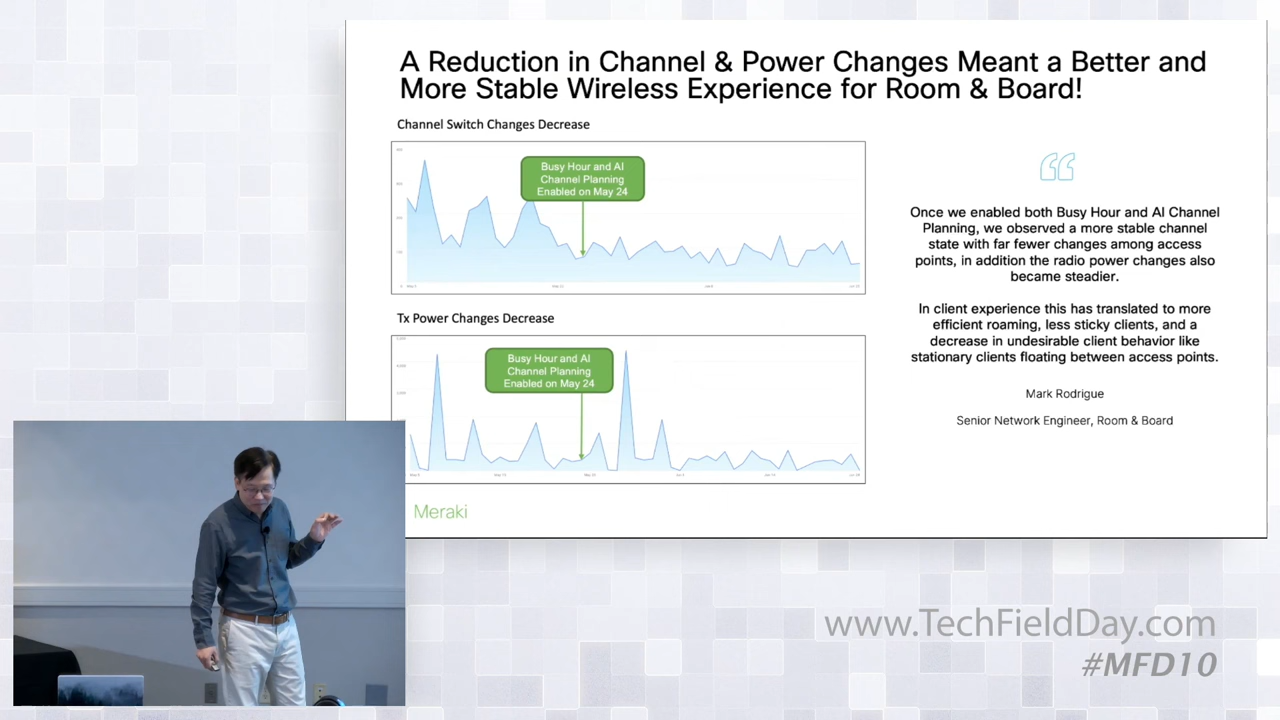 A Reduction in Channel & Power Changes Meant a Better and
More Stable Wireless Experience for Room & Board!
Channel Switch Changes Decrease
Busy Hour and AI
Channel Planning
Enabled on May 24
Tx Power Changes Decrease
Busy Hour and AI
Channel Planning
Enabled on May 24
Once we enabled both Busy Hour and AI Channel
Planning, we observed a more stable channel
state with far fewer changes among access
points, in addition the radio power changes also
became steadier.
In client experience this has translated to more
efficient roaming, less sticky clients, and a
decrease in undesirable client behavior like
stationary clients floating between access points.
Mark Rodrigue
Senior Network Engineer, Room & Board
Meraki
www.TechFieldDay.com
#MFD10